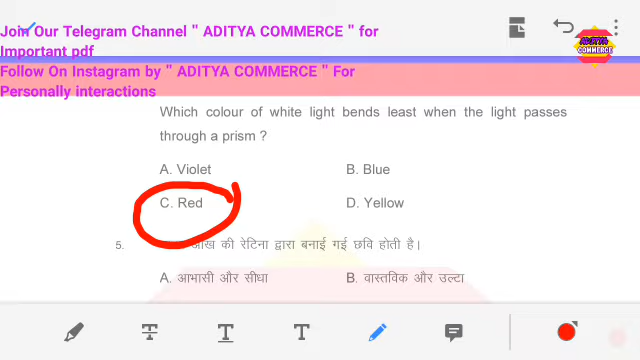 Join Our Telegram Channel " ADITYA COMMERCE " for
Important pdf
Follow On Instagram by " ADITYA COMMERCE " For
Personally interactions
ADITYA
COMMERCE
Which colour of white light bends least when the light passes
through a prism ?
A. Violet
B. Blue
C. Red
D. Yellow
5. आँख की रेटिना द्वारा बनाई गई छवि होती है।
A. आभासी और सीधा
B. वास्तविक और उल्टा